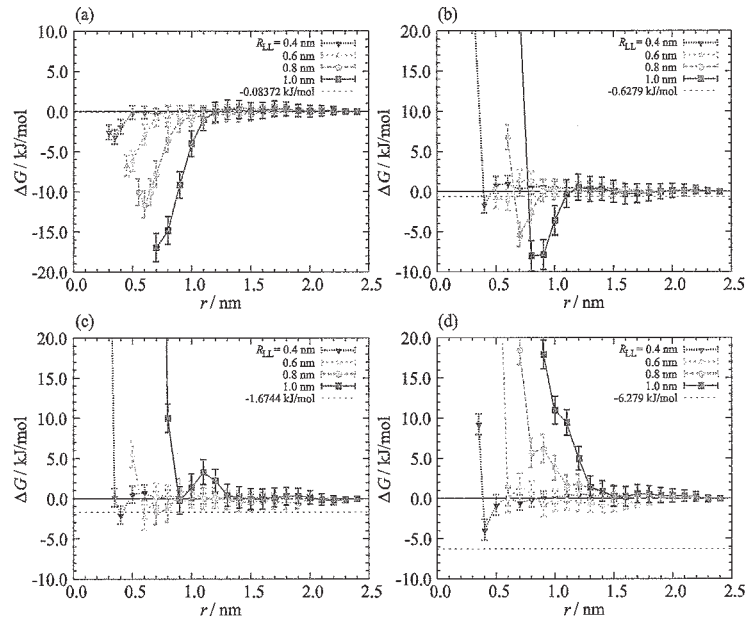 (a)
10.0
5.0
0.0
-5.0
-10.0
-15.0
-20.0
ΔG / kJ/mol
R_LL = 0.4 nm
0.6 nm
0.8 nm
1.0 nm
-0.08372 kJ/mol
0.0 0.5 1.0 1.5 2.0 2.5
r / nm
(b)
20.0
15.0
10.0
5.0
0.0
-5.0
-10.0
ΔG / kJ/mol
R_LL = 0.4 nm
0.6 nm
0.8 nm
1.0 nm
-0.6279 kJ/mol
0.0 0.5 1.0 1.5 2.0 2.5
r / nm
(c)
20.0
15.0
10.0
5.0
0.0
-5.0
-10.0
ΔG / kJ/mol
R_LL = 0.4 nm
0.6 nm
0.8 nm
1.0 nm
-1.6744 kJ/mol
0.0 0.5 1.0 1.5 2.0 2.5
r / nm
(d)
20.0
15.0
10.0
5.0
0.0
-5.0
-10.0
ΔG / kJ/mol
R_LL = 0.4 nm
0.6 nm
0.8 nm
1.0 nm
-6.279 kJ/mol
0.0 0.5 1.0 1.5 2.0 2.5
r / nm